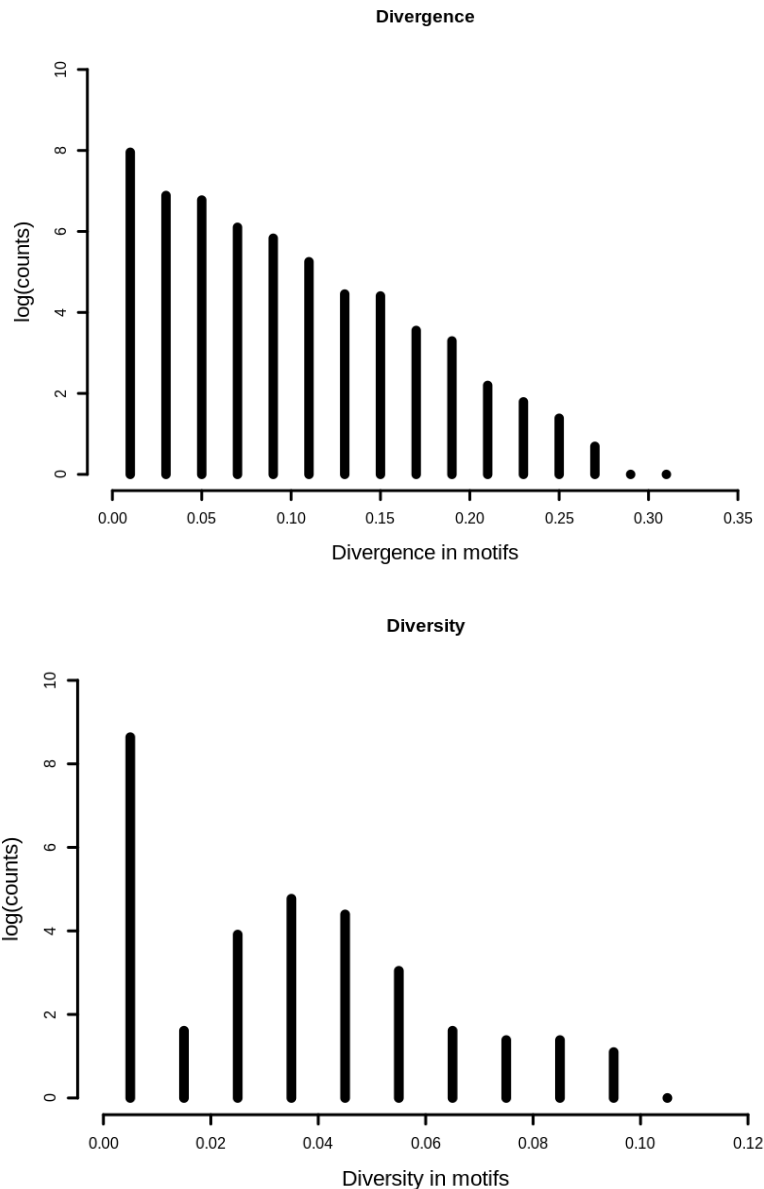 Divergence
10
8
6
4
2
0
log(counts)
0.00 0.05 0.10 0.15 0.20 0.25 0.30 0.35
Divergence in motifs
Diversity
10
8
6
4
2
0
log(counts)
0.00 0.02 0.04 0.06 0.08 0.10 0.12
Diversity in motifs